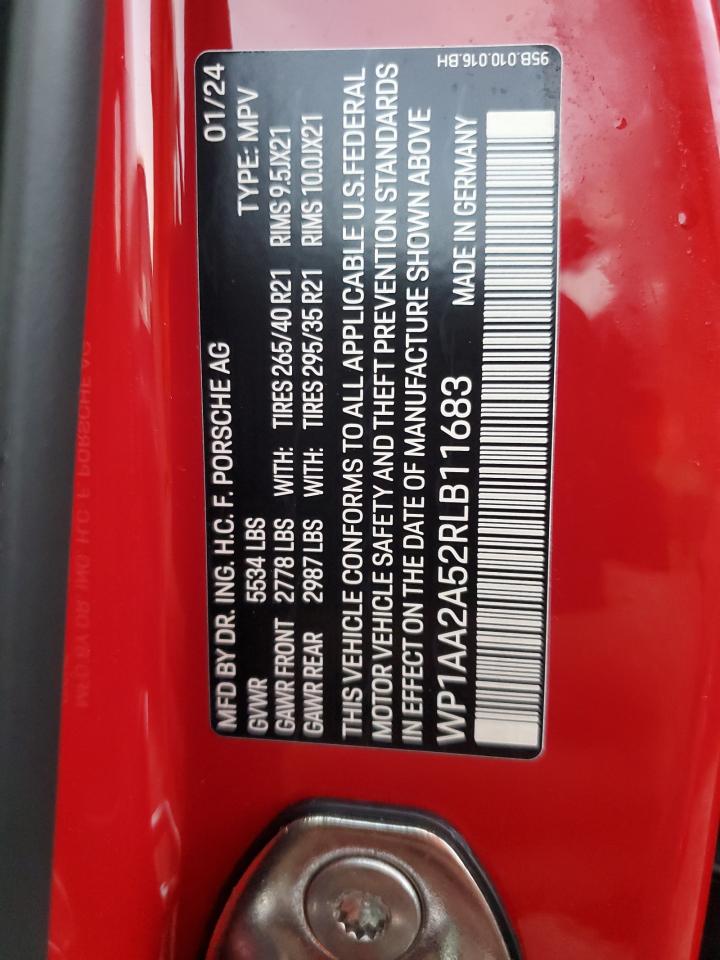 MFD BY DR. ING. H.C. F. PORSCHE AG 01/24
GVWR 5534 LBS TYPE: MPV
GAWR FRONT 2778 LBS WITH: TIRES 265/40 R21 RIMS 9.5JX21
GAWR REAR 2987 LBS WITH: TIRES 295/35 R21 RIMS 10.0JX21
THIS VEHICLE CONFORMS TO ALL APPLICABLE U.S.FEDERAL
MOTOR VEHICLE SAFETY AND THEFT PREVENTION STANDARDS
IN EFFECT ON THE DATE OF MANUFACTURE SHOWN ABOVE
WP1AA2A52RLB11683 MADE IN GERMANY
95B.010.016.BH